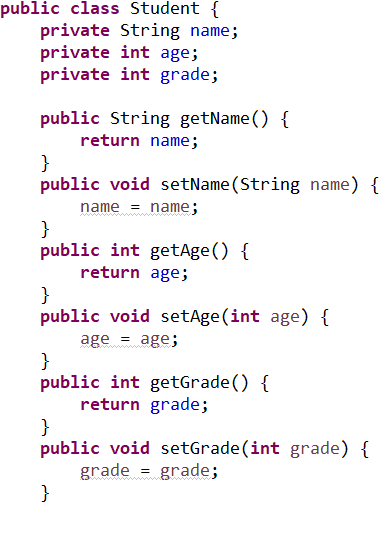 public class Student {
    private String name;
    private int age;
    private int grade;

    public String getName() {
        return name;
    }
    public void setName(String name) {
        name = name;
    }
    public int getAge() {
        return age;
    }
    public void setAge(int age) {
        age = age;
    }
    public int getGrade() {
        return grade;
    }
    public void setGrade(int grade) {
        grade = grade;
    }